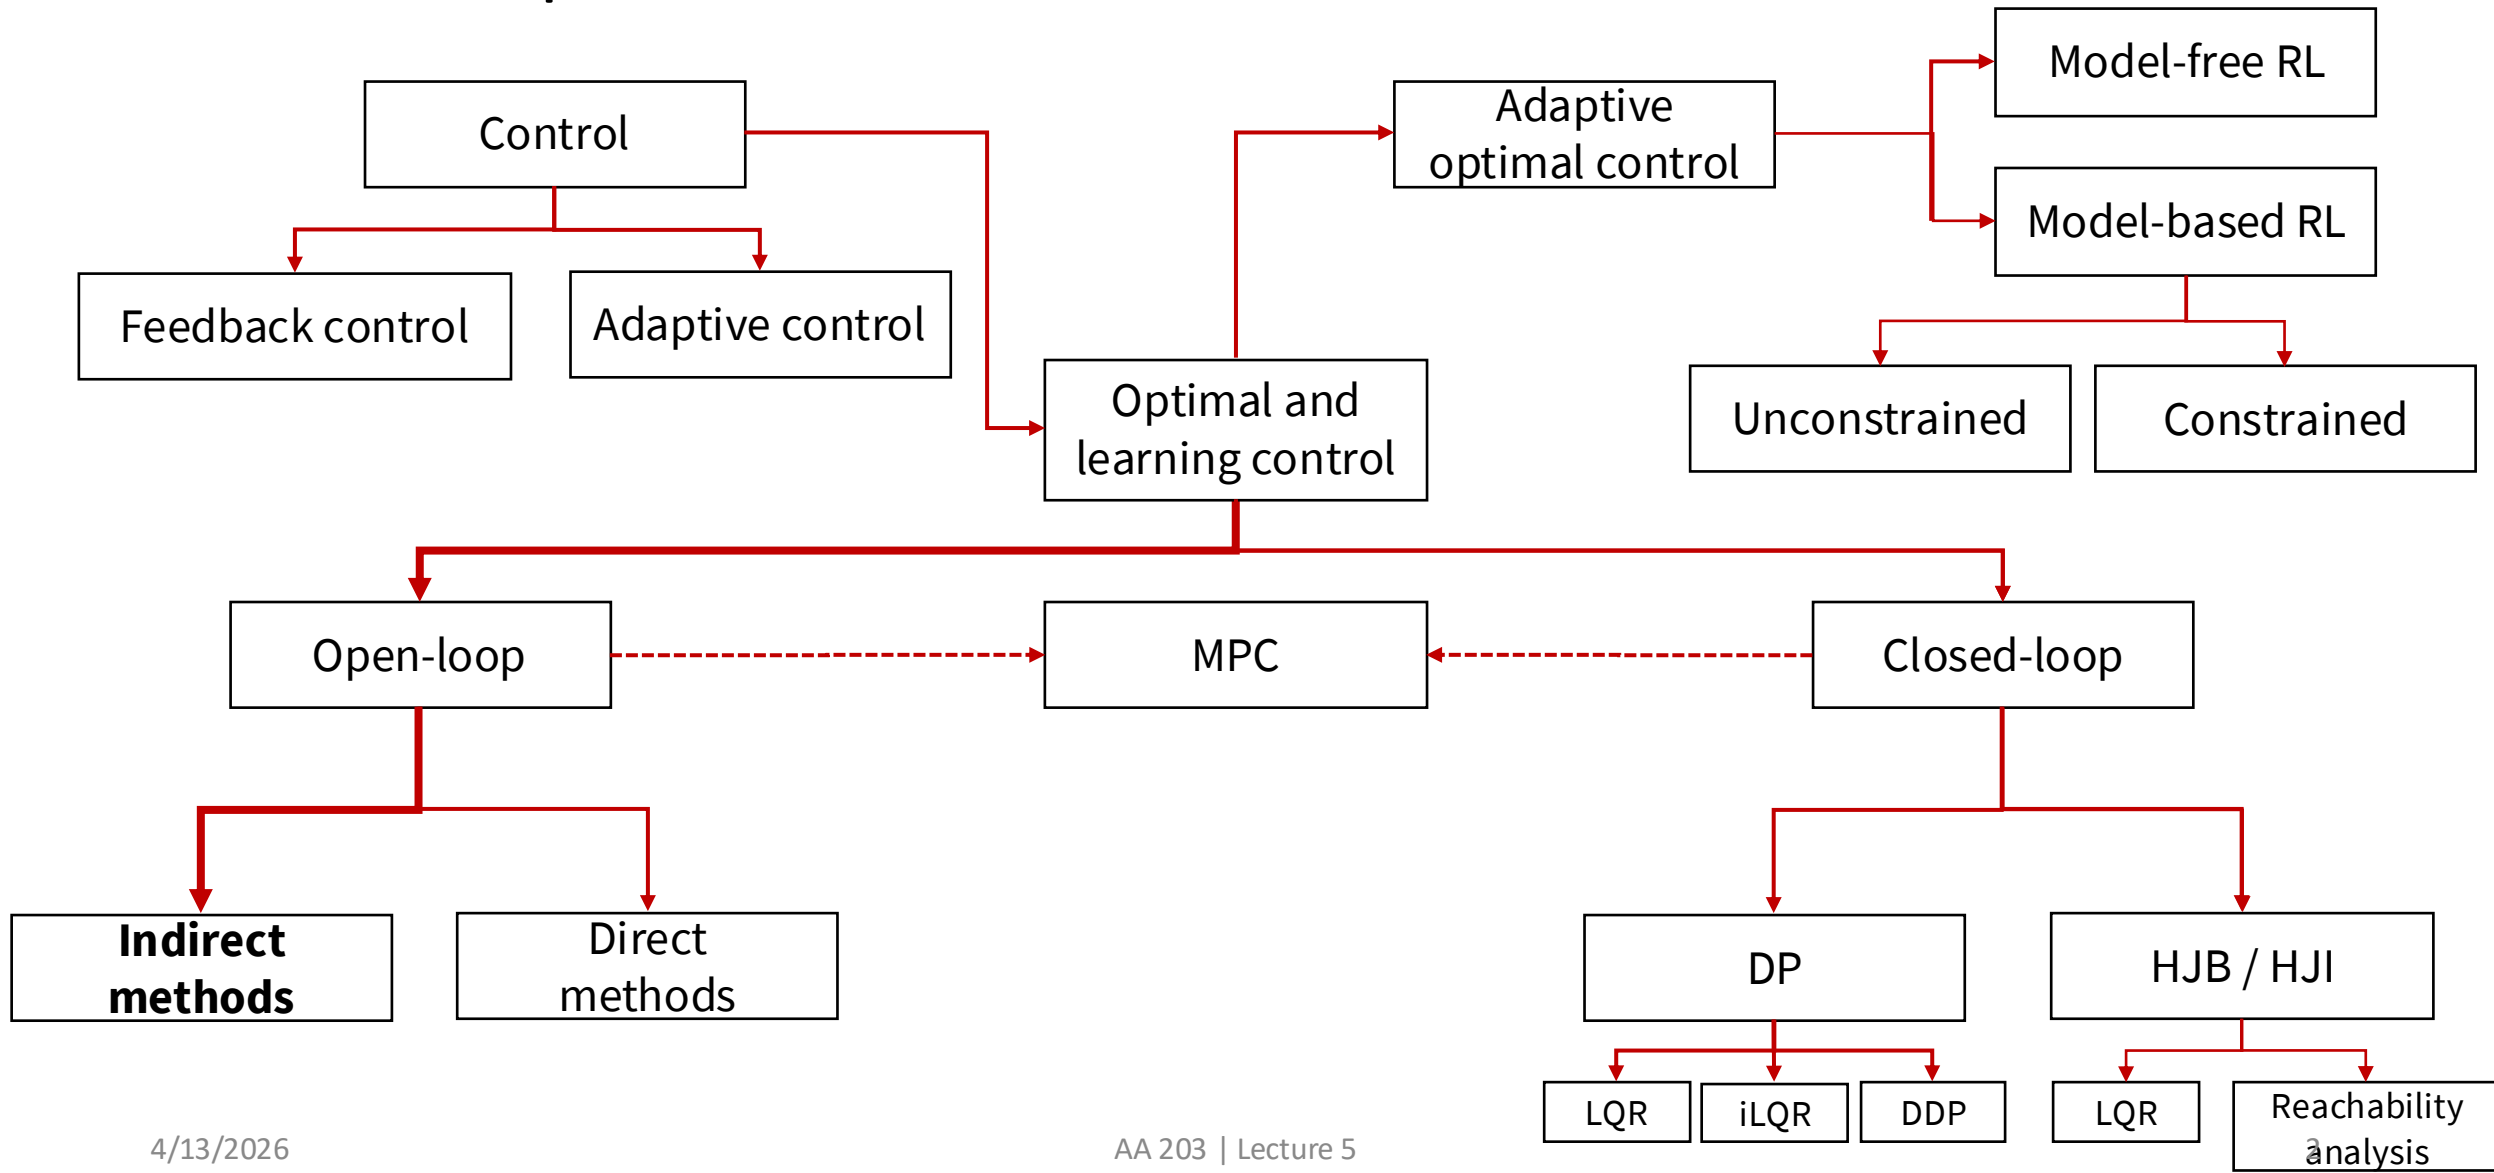 Model-free RL
Control
Adaptive
optimal control
Model-based RL
Feedback control
Adaptive control
Optimal and
learning control
Unconstrained
Constrained
Open-loop
MPC
Closed-loop
Indirect
methods
Direct
methods
DP
HJB / HJI
LQR
iLQR
DDP
LQR
Reachability
analysis
4/13/2026
AA 203 | Lecture 5
2